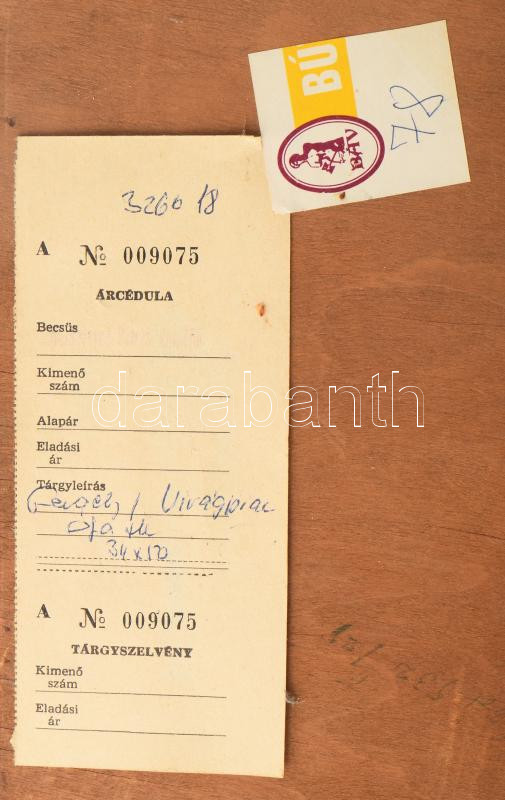 BÚ
78
BÁV
3260 18
A № 009075
ÁRCÉDULA
Becsüs
Kimenő
szám
Alapár
Eladási
ár
Tárgyleírás
Virágpiac
34x50
A № 009075
TÁRGYSZELVÉNY
Kimenő
szám
Eladási
ár
darabanth